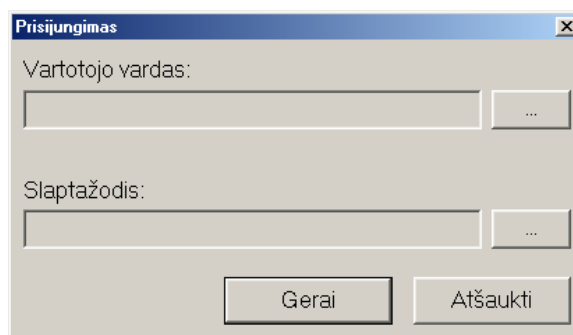 Prisijungimas
Vartotojo vardas:
...
Slaptažodis:
...
Gerai
Atšaukti